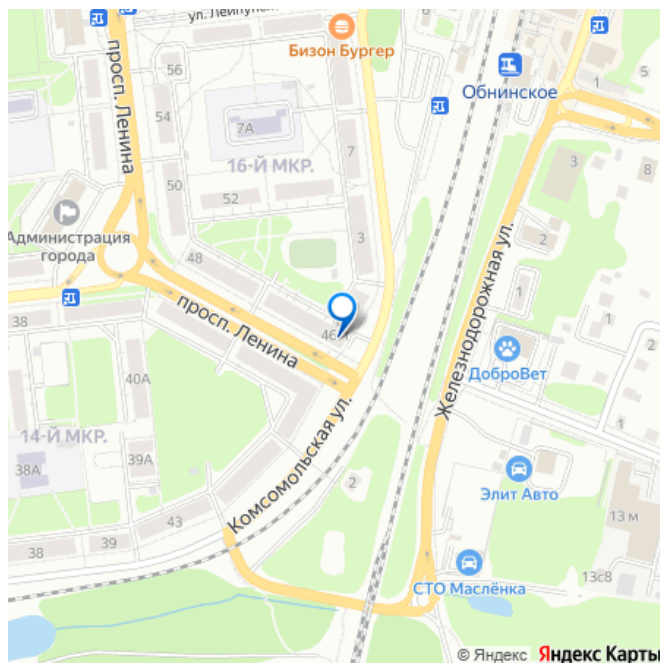 ул. Лейпунского
Бизон Бургер
просп. Ленина
56
54
7А
16-Й МКР.
7
50
52
3
Обнинское
1
5
3
8
2
Администрация
города
48
просп. Ленина
38
46
40А
14-Й МКР.
38А
39А
43
38
39
Комсомольская ул.
2
Железнодорожная ул.
1
ДоброВет
2
1
Элит Авто
13 м
13с8
СТО Маслёнка
© Яндекс Яндекс Карты